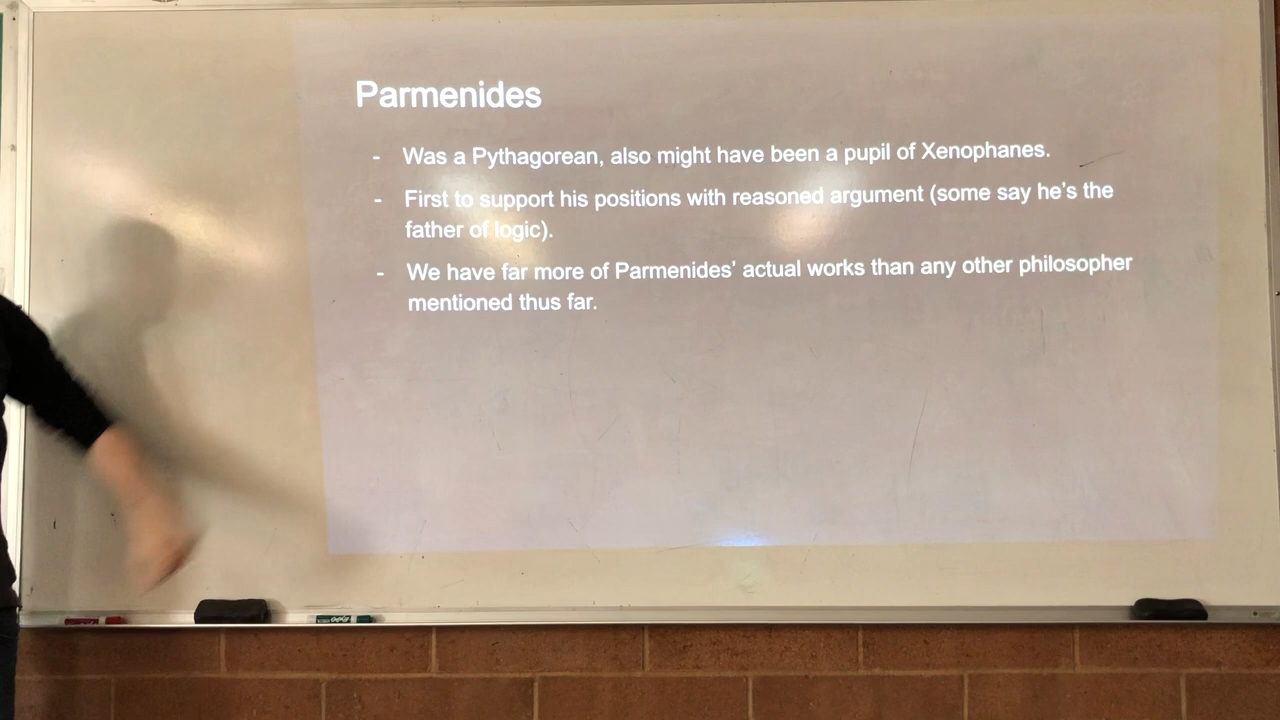 Parmenides
- Was a Pythagorean, also might have been a pupil of Xenophanes.
- First to support his positions with reasoned argument (some say he's the
father of logic).
- We have far more of Parmenides' actual works than any other philosopher
mentioned thus far.